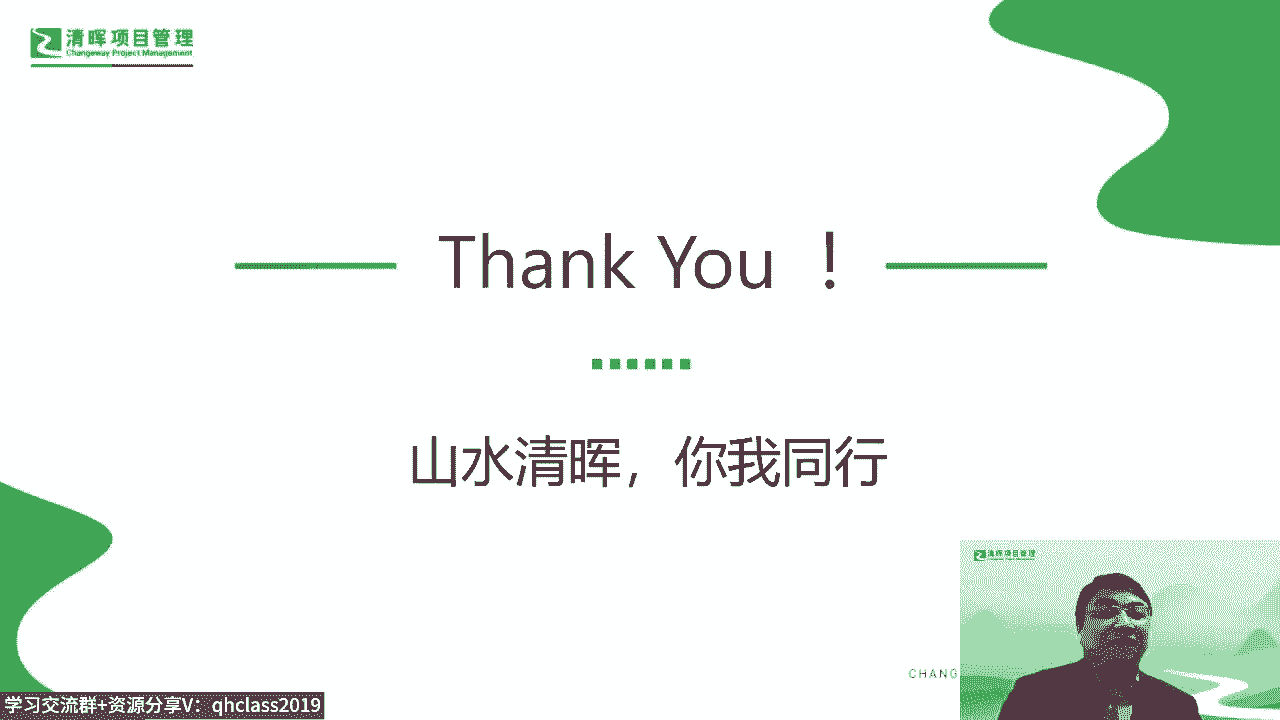 清晖项目管理
Changeway Project Management
Thank You ！
山水清晖，你我同行
清晖项目管理
CHANG
学习交流群+资源分享V：qhclass2019